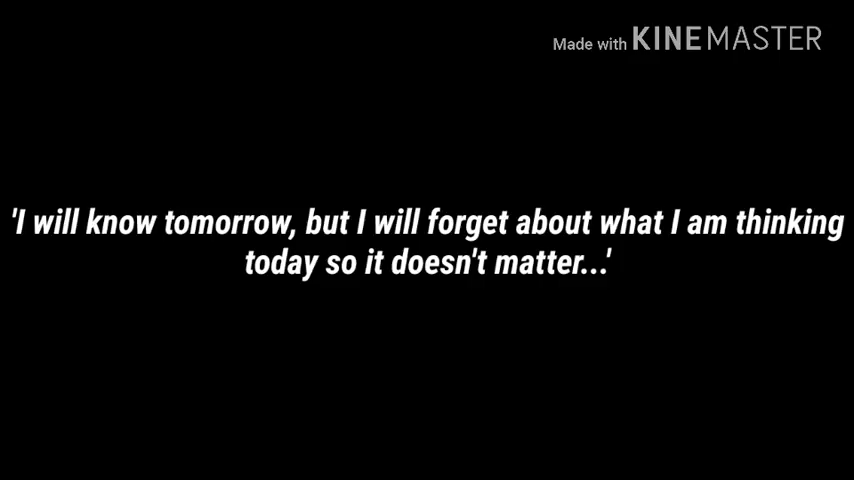 Made with KINEMASTER
'I will know tomorrow, but I will forget about what I am thinking
today so it doesn't matter...'